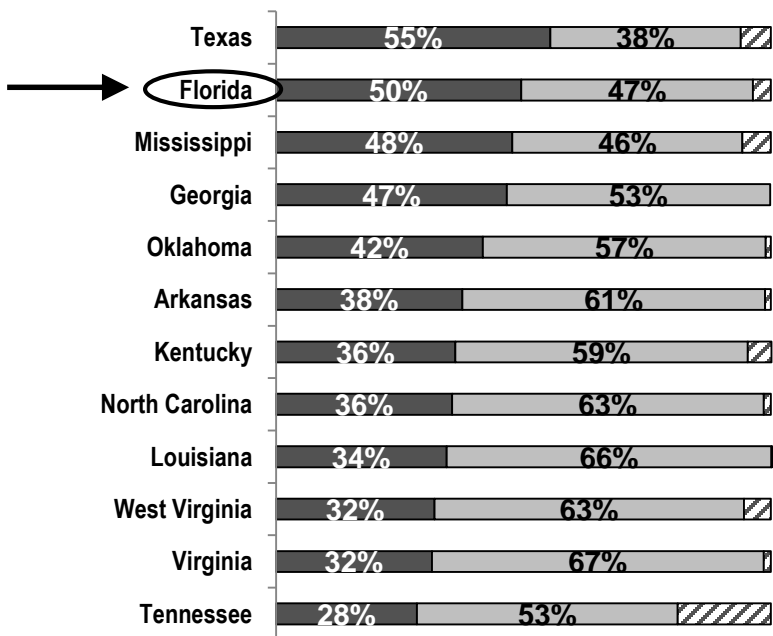 Texas 55% 38%
Florida 50% 47%
Mississippi 48% 46%
Georgia 47% 53%
Oklahoma 42% 57%
Arkansas 38% 61%
Kentucky 36% 59%
North Carolina 36% 63%
Louisiana 34% 66%
West Virginia 32% 63%
Virginia 32% 67%
Tennessee 28% 53%